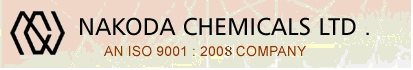 NAKODA CHEMICALS LTD .
AN ISO 9001 : 2008 COMPANY